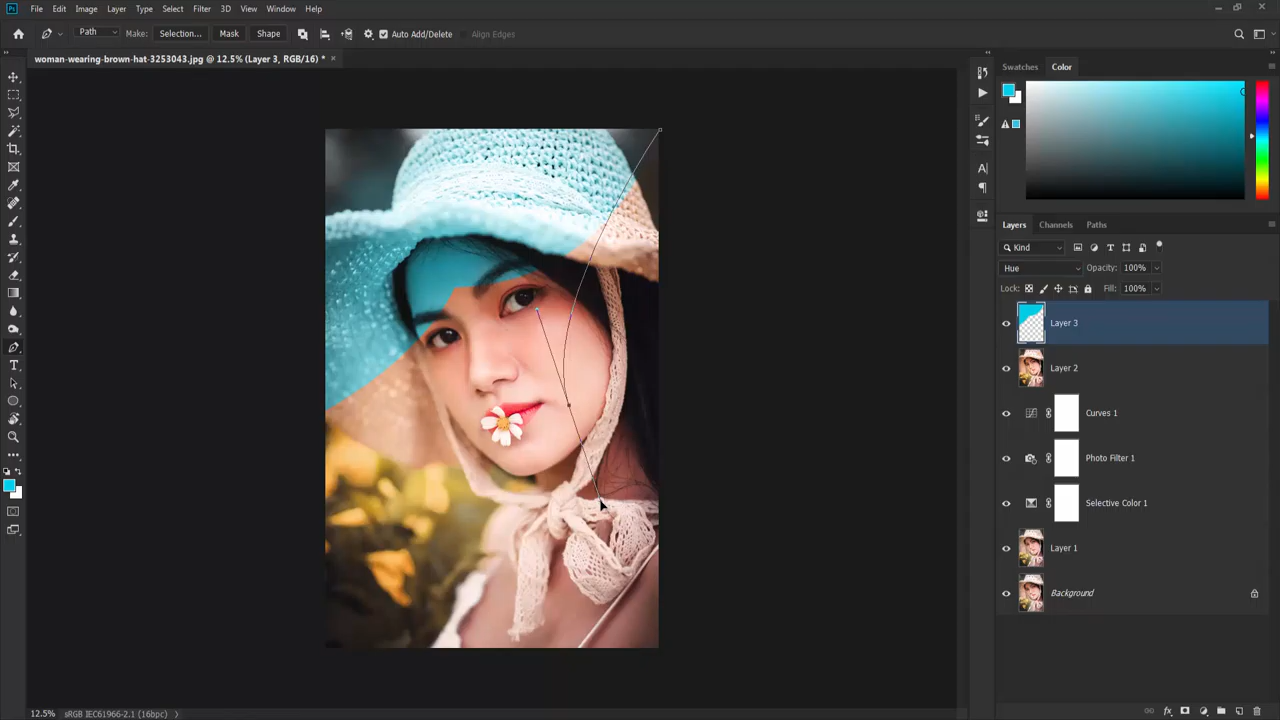 Ps File Edit Image Layer Type Select Filter 3D View Window Help
Path Make: Selection... Mask Shape Auto Add/Delete Align Edges
woman-wearing-brown-hat-3253043.jpg @ 12.5% (Layer 3, RGB/16) * ×
Swatches Color
Layers Channels Paths
Kind
Hue Opacity: 100%
Lock: Fill: 100%
Layer 3
Layer 2
Curves 1
Photo Filter 1
Selective Color 1
Layer 1
Background
12.5% sRGB IEC61966-2.1 (16bpc)